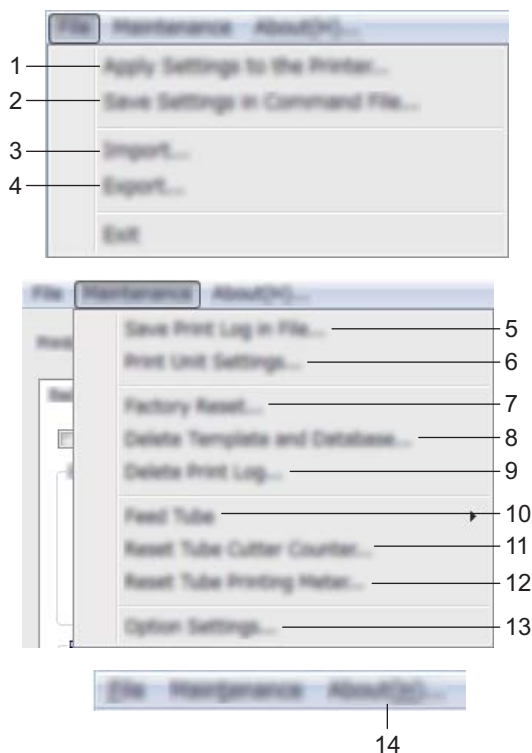 File Maintenance About(H)...
1 Apply Settings to the Printer...
2 Save Settings in Command File...
3 Import...
4 Export...
Exit
File Maintenance About(H)...
Save Print Log in File... 5
Print Unit Settings... 6
Factory Reset... 7
Delete Template and Database... 8
Delete Print Log... 9
Feed Tube 10
Reset Tube Cutter Counter... 11
Reset Tube Printing Meter... 12
Option Settings... 13
File Maintenance About(H)...
14